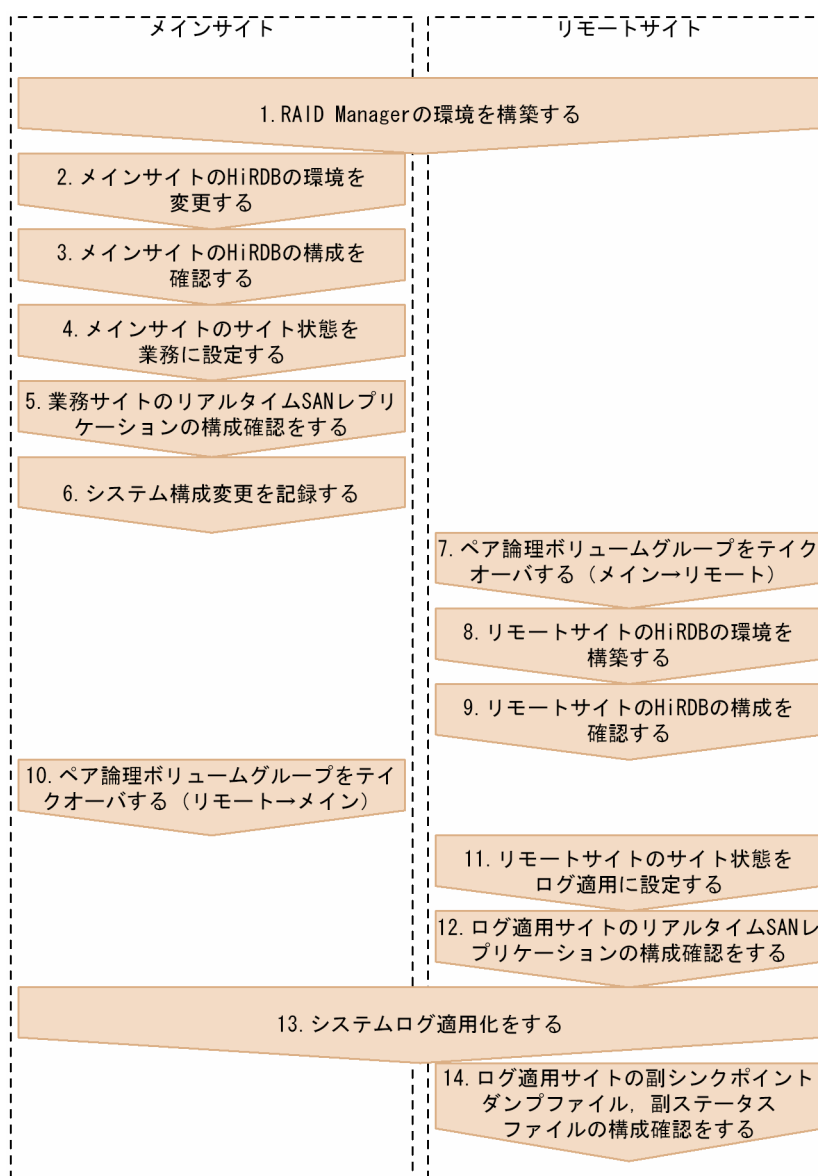 メインサイト
リモートサイト
1.RAID Managerの環境を構築する
2.メインサイトのHiRDBの環境を
変更する
3.メインサイトのHiRDBの構成を
確認する
4.メインサイトのサイト状態を
業務に設定する
5.業務サイトのリアルタイムSANレプリ
ケーションの構成確認をする
6.システム構成変更を記録する
7.ペア論理ボリュームグループをテイク
オーバする（メイン→リモート）
8.リモートサイトのHiRDBの環境を
構築する
9.リモートサイトのHiRDBの構成を
確認する
10.ペア論理ボリュームグループをテイ
クオーバする（リモート→メイン）
11.リモートサイトのサイト状態を
ログ適用に設定する
12.ログ適用サイトのリアルタイムSANレ
プリケーションの構成確認をする
13.システムログ適用化をする
14.ログ適用サイトの副シンクポイント
ダンプファイル，副ステータス
ファイルの構成確認をする